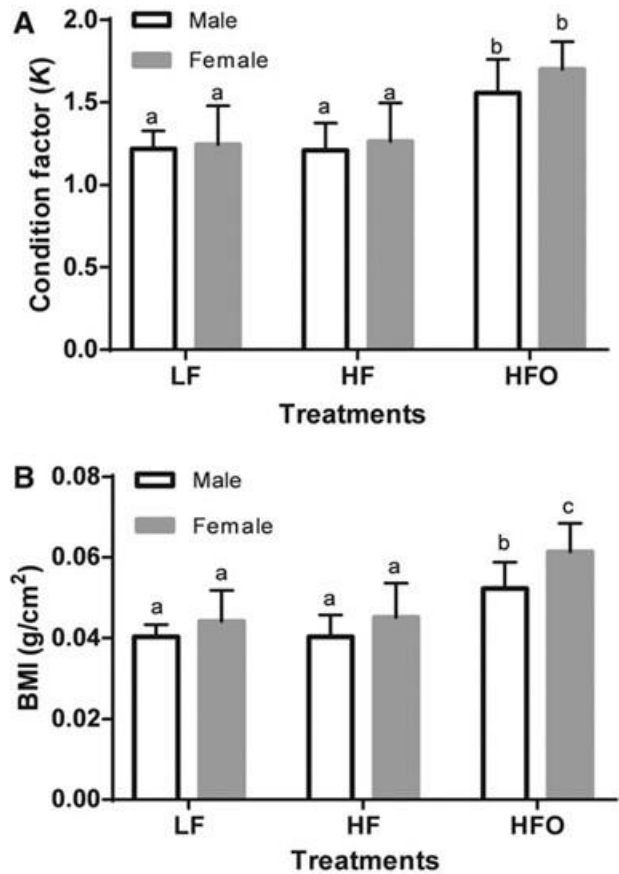 A
Male
Female
Condition factor (K)
2.0
1.5
1.0
0.5
0.0
a a a a b b
LF HF HFO
Treatments
B
Male
Female
BMI (g/cm²)
0.08
0.06
0.04
0.02
0.00
a a a a b c
LF HF HFO
Treatments